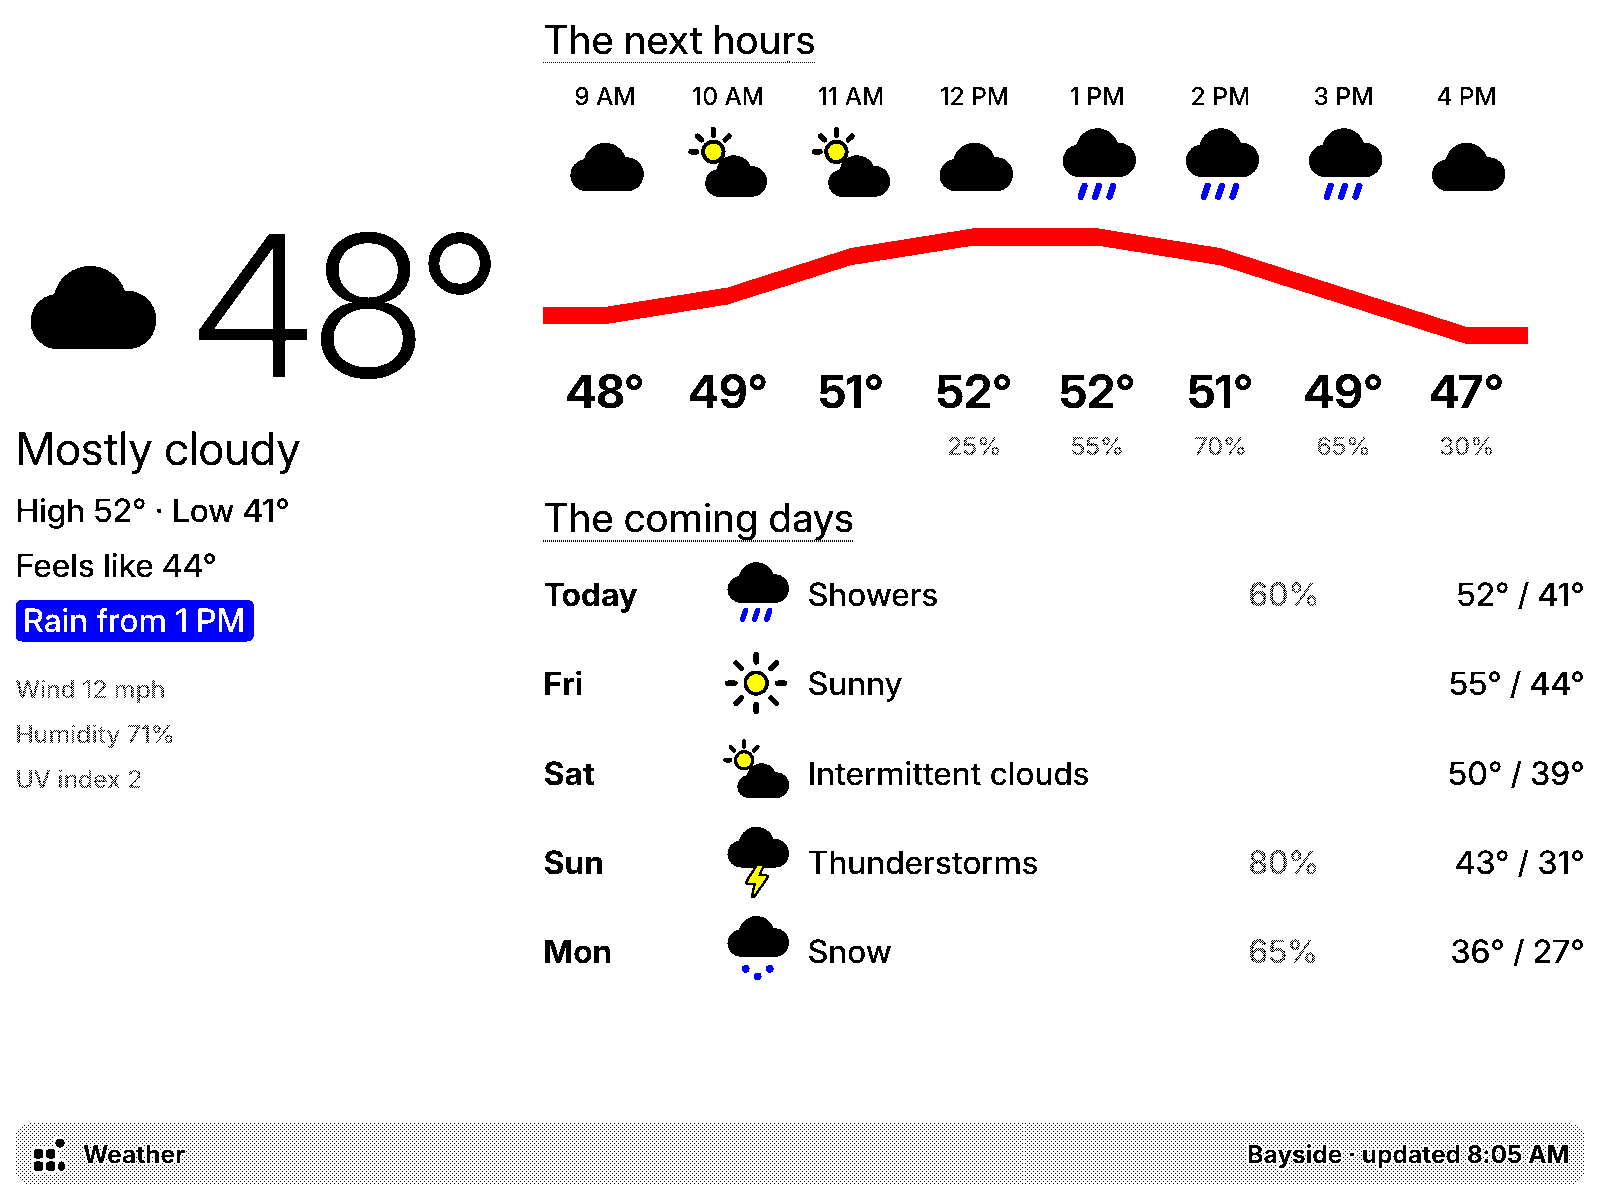 48°
Mostly cloudy
High 52° · Low 41°
Feels like 44°
Rain from 1 PM
Wind 12 mph
Humidity 71%
UV index 2
The next hours
9 AM 10 AM 11 AM 12 PM 1 PM 2 PM 3 PM 4 PM
48° 49° 51° 52° 52° 51° 49° 47°
25% 55% 70% 65% 30%
The coming days
Today Showers 60% 52° / 41°
Fri Sunny 55° / 44°
Sat Intermittent clouds 50° / 39°
Sun Thunderstorms 80% 43° / 31°
Mon Snow 65% 36° / 27°
Weather Bayside · updated 8:05 AM